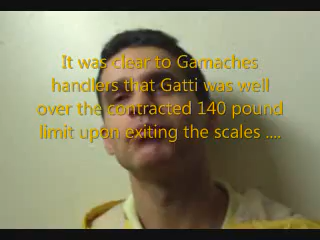 It was clear to Gamaches
handlers that Gatti was well
over the contracted 140 pound
limit upon exiting the scales ....